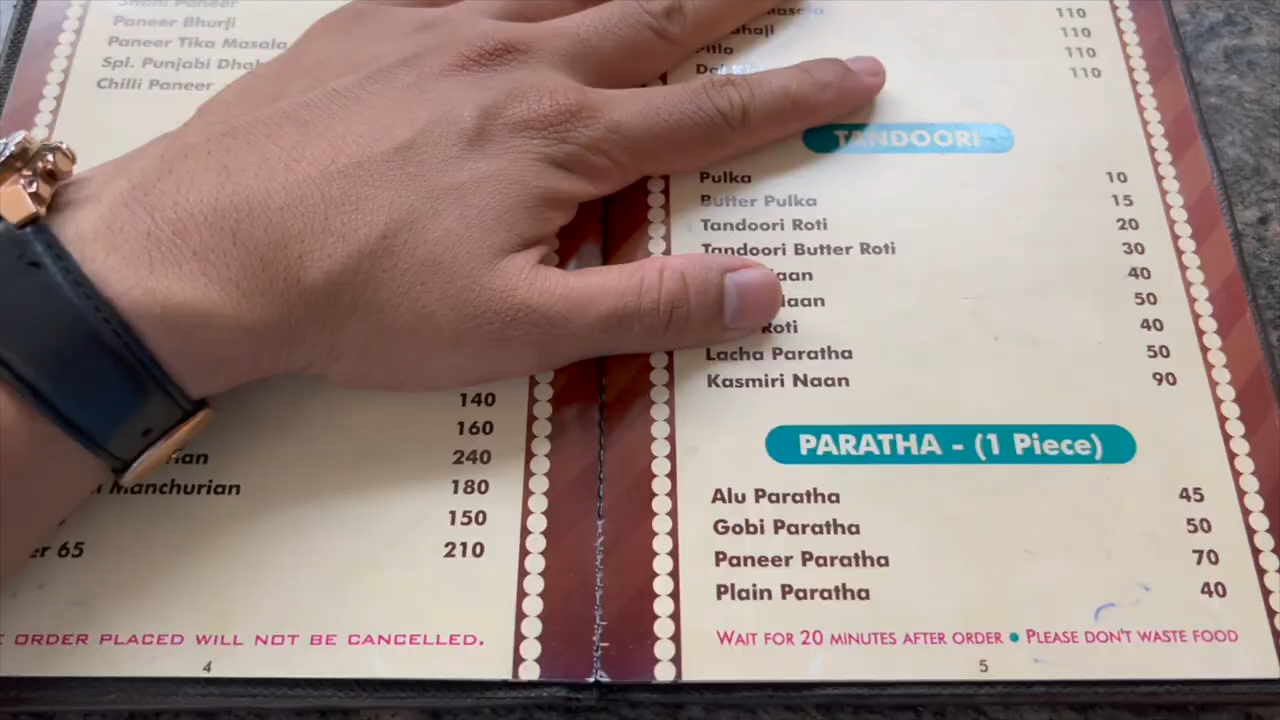 Paneer Bhurji
Paneer Tika Masala
Spl. Punjabi
Chilli Paneer
140
160
240
Manchurian 180
150
65 210
ORDER PLACED WILL NOT BE CANCELLED.
4
110
110
110
110
TANDOORI
Pulka 10
Butter Pulka 15
Tandoori Roti 20
Tandoori Butter Roti 30
40
50
Roti 40
Lacha Paratha 50
Kasmiri Naan 90
PARATHA - (1 Piece)
Alu Paratha 45
Gobi Paratha 50
Paneer Paratha 70
Plain Paratha 40
WAIT FOR 20 MINUTES AFTER ORDER • PLEASE DON'T WASTE FOOD
5